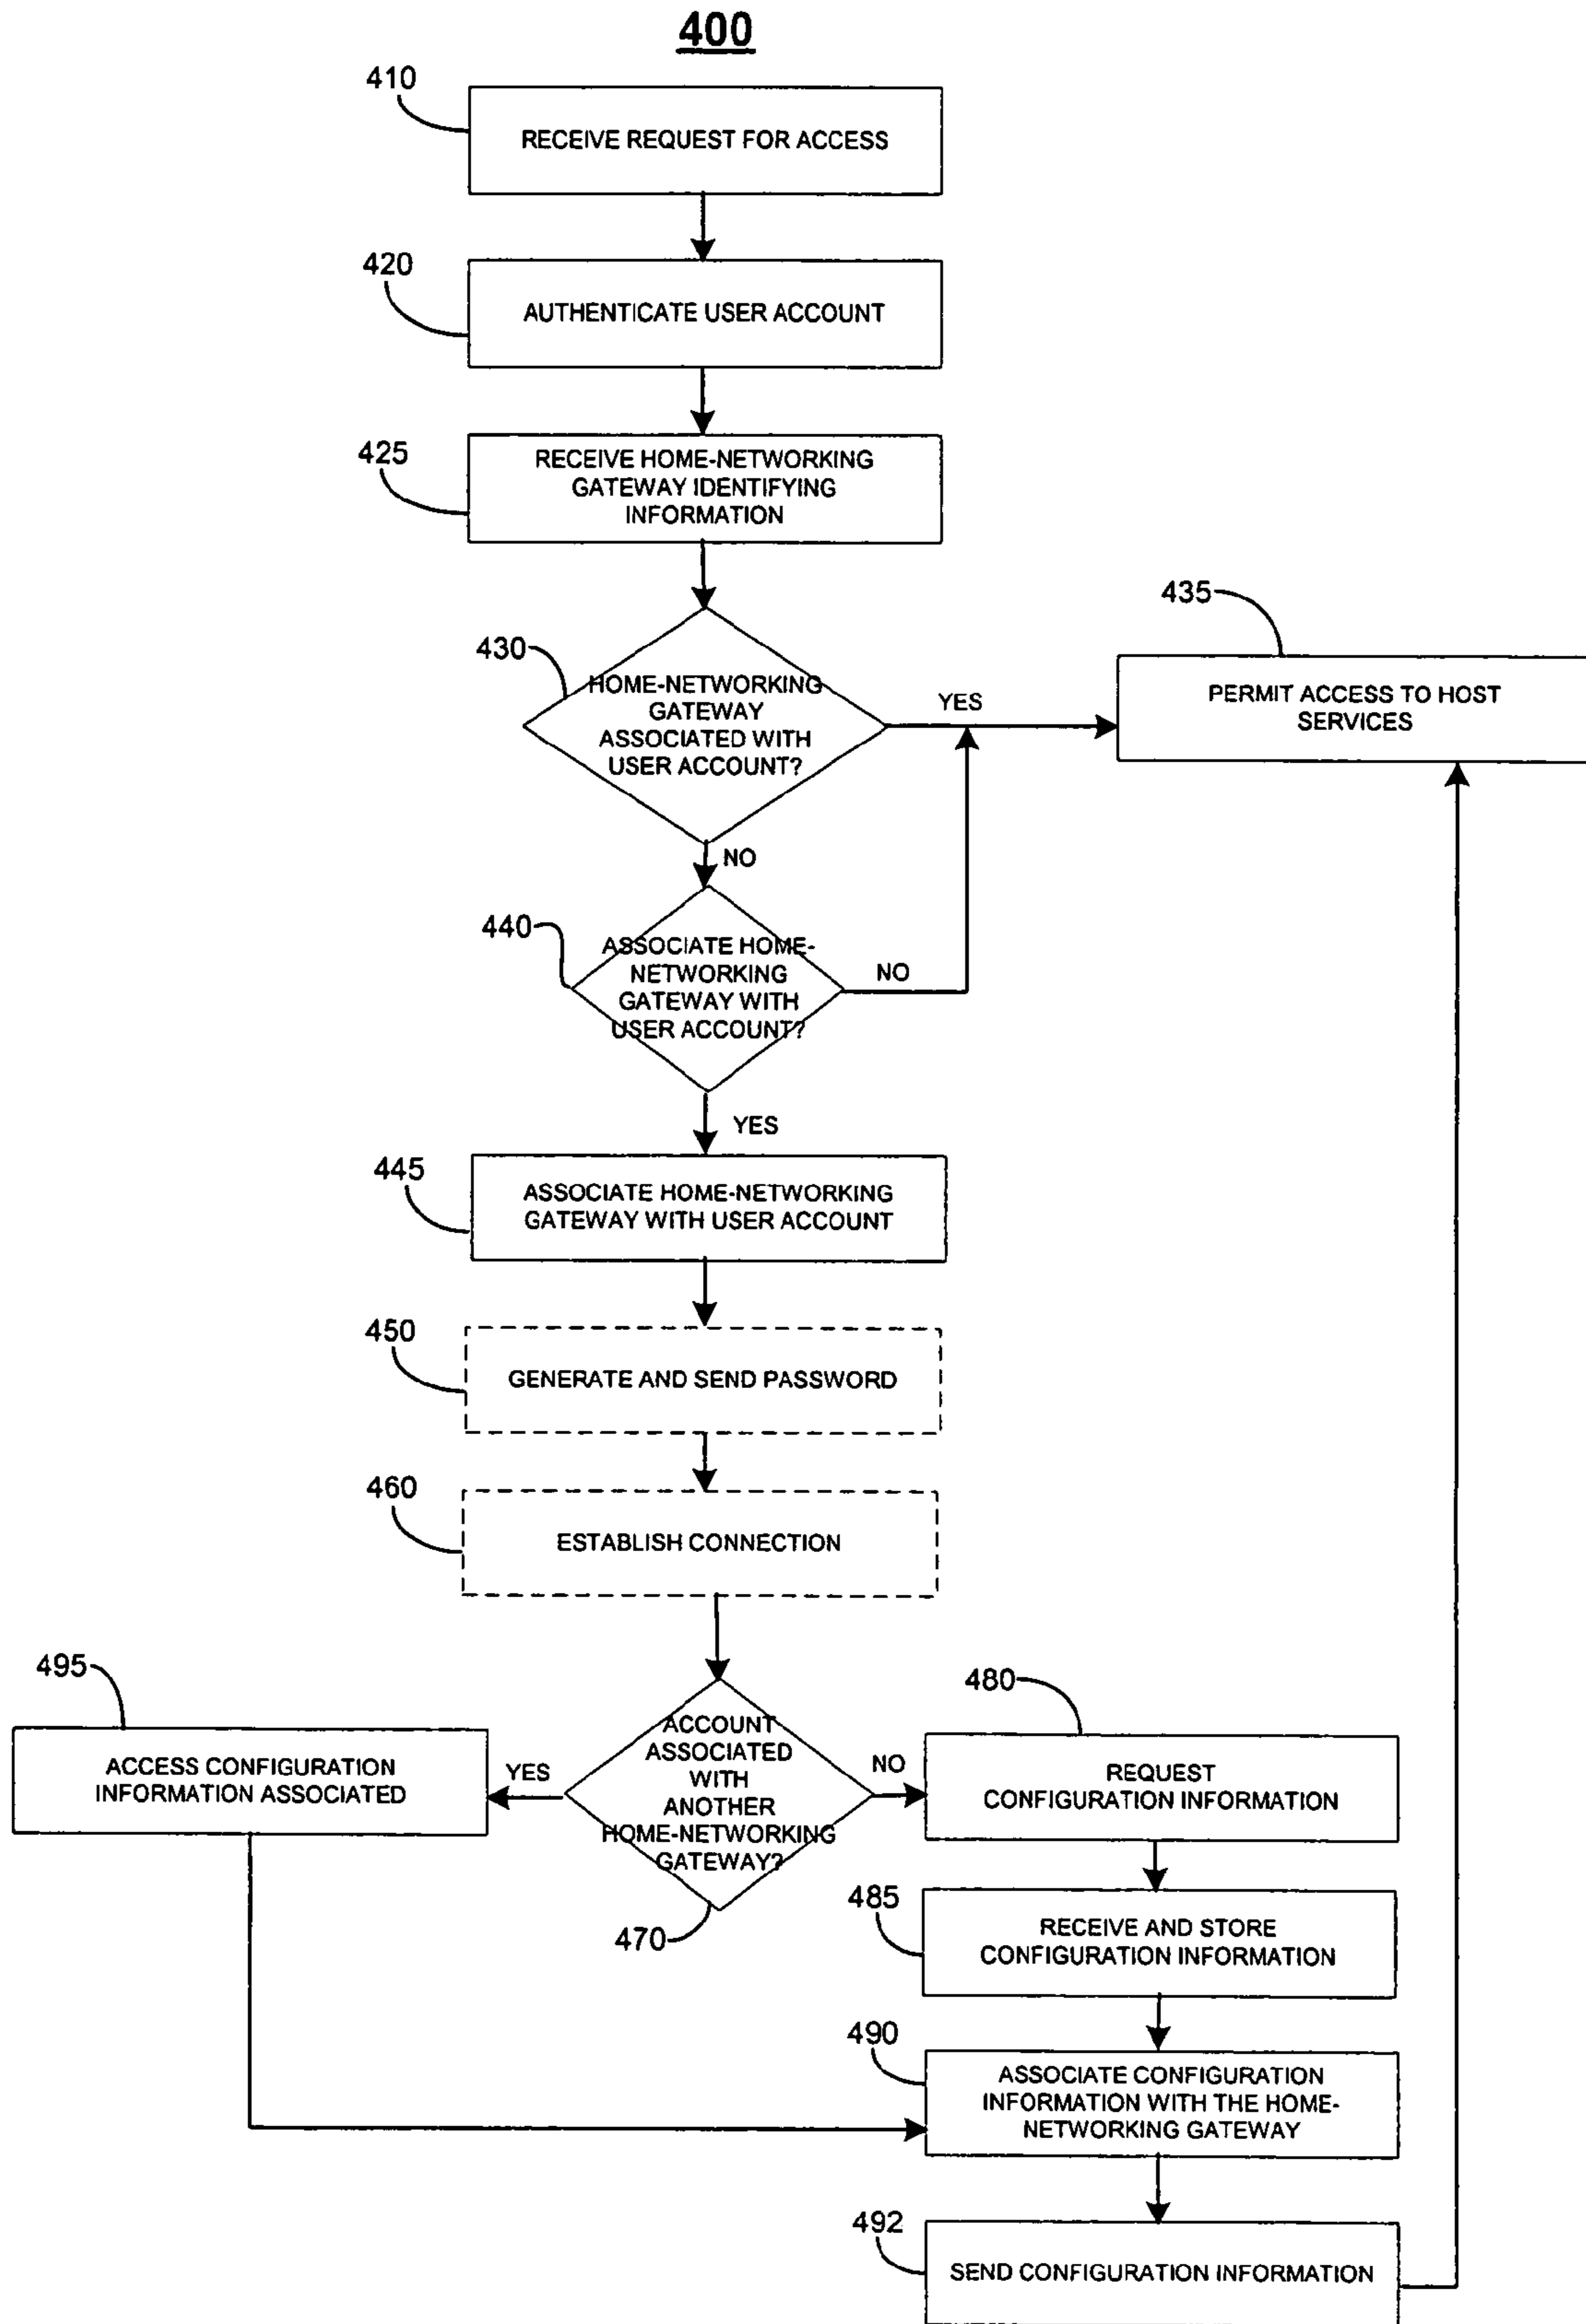 400
410
RECEIVE REQUEST FOR ACCESS
420
AUTHENTICATE USER ACCOUNT
425
RECEIVE HOME-NETWORKING
GATEWAY IDENTIFYING
INFORMATION
430
HOME-NETWORKING
GATEWAY
ASSOCIATED WITH
USER ACCOUNT?
YES
435
PERMIT ACCESS TO HOST
SERVICES
NO
440
ASSOCIATE HOME-
NETWORKING
GATEWAY WITH
USER ACCOUNT?
NO
YES
445
ASSOCIATE HOME-NETWORKING
GATEWAY WITH USER ACCOUNT
450
GENERATE AND SEND PASSWORD
460
ESTABLISH CONNECTION
495
ACCESS CONFIGURATION
INFORMATION ASSOCIATED
YES
ACCOUNT
ASSOCIATED
WITH
ANOTHER
HOME-NETWORKING
GATEWAY?
470
NO
480
REQUEST
CONFIGURATION INFORMATION
485
RECEIVE AND STORE
CONFIGURATION INFORMATION
490
ASSOCIATE CONFIGURATION
INFORMATION WITH THE HOME-
NETWORKING GATEWAY
492
SEND CONFIGURATION INFORMATION